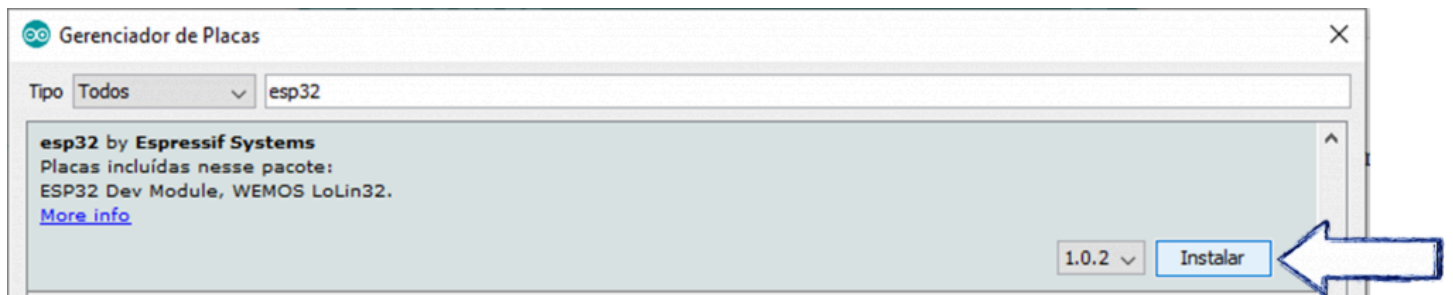 Gerenciador de Placas
Tipo Todos esp32
esp32 by Espressif Systems
Placas incluídas nesse pacote:
ESP32 Dev Module, WEMOS LoLin32.
More info
1.0.2 Instalar